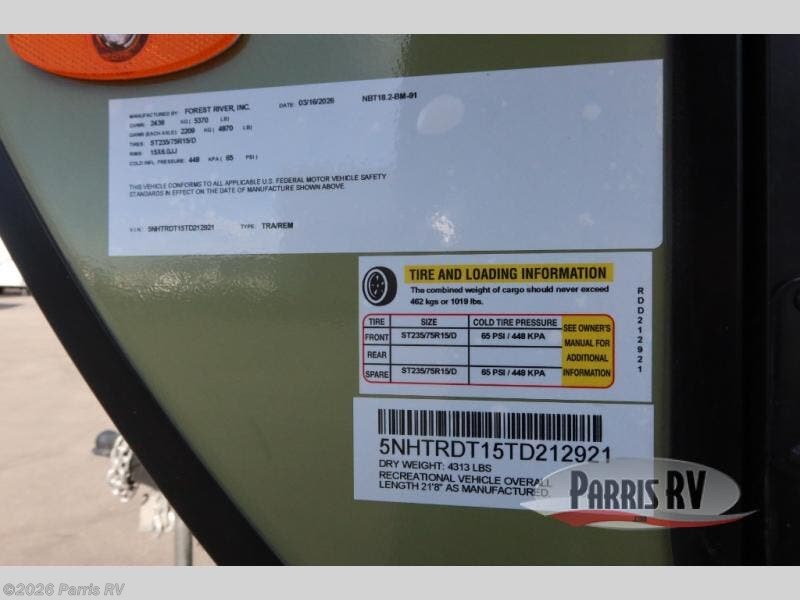 MANUFACTURED BY: FOREST RIVER, INC. DATE: 03/16/2026 NBT18.2-BM-91
GVWR: 2436 KG ( 5370 LB)
GAWR (EACH AXLE): 2209 KG ( 4870 LB)
TIRES: ST235/75R15/D
RIMS: 15X6.0JJ
COLD INFL. PRESSURE: 448 KPA ( 65 PSI)
THIS VEHICLE CONFORMS TO ALL APPLICABLE U.S. FEDERAL MOTOR VEHICLE SAFETY
STANDARDS IN EFFECT ON THE DATE OF MANUFACTURE SHOWN ABOVE.
V.I.N.: 5NHTRDT15TD212921 TYPE: TRA/REM
TIRE AND LOADING INFORMATION
The combined weight of cargo should never exceed
462 kgs or 1019 lbs.
TIRE SIZE COLD TIRE PRESSURE
FRONT ST235/75R15/D 65 PSI / 448 KPA
REAR
SPARE ST235/75R15/D 65 PSI / 448 KPA
SEE OWNER'S
MANUAL FOR
ADDITIONAL
INFORMATION
RDD212921
5NHTRDT15TD212921
DRY WEIGHT: 4313 LBS
RECREATIONAL VEHICLE OVERALL
LENGTH 21'8" AS MANUFACTURED.
PARRIS RV
©2026 Parris RV